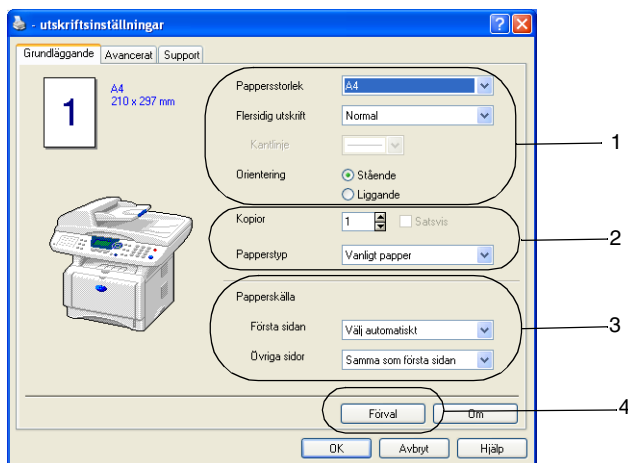 - utskriftsinställningar
Grundläggande Avancerat Support
1
A4
210 x 297 mm
Pappersstorlek A4
Flersidig utskrift Normal
Kantlinje
Orientering Stående
Liggande
1
Kopior 1 Satsvis
Papperstyp Vanligt papper
2
Papperskälla
Första sidan Välj automatiskt
Övriga sidor Samma som första sidan
3
Förval Om
4
OK Avbryt Hjälp